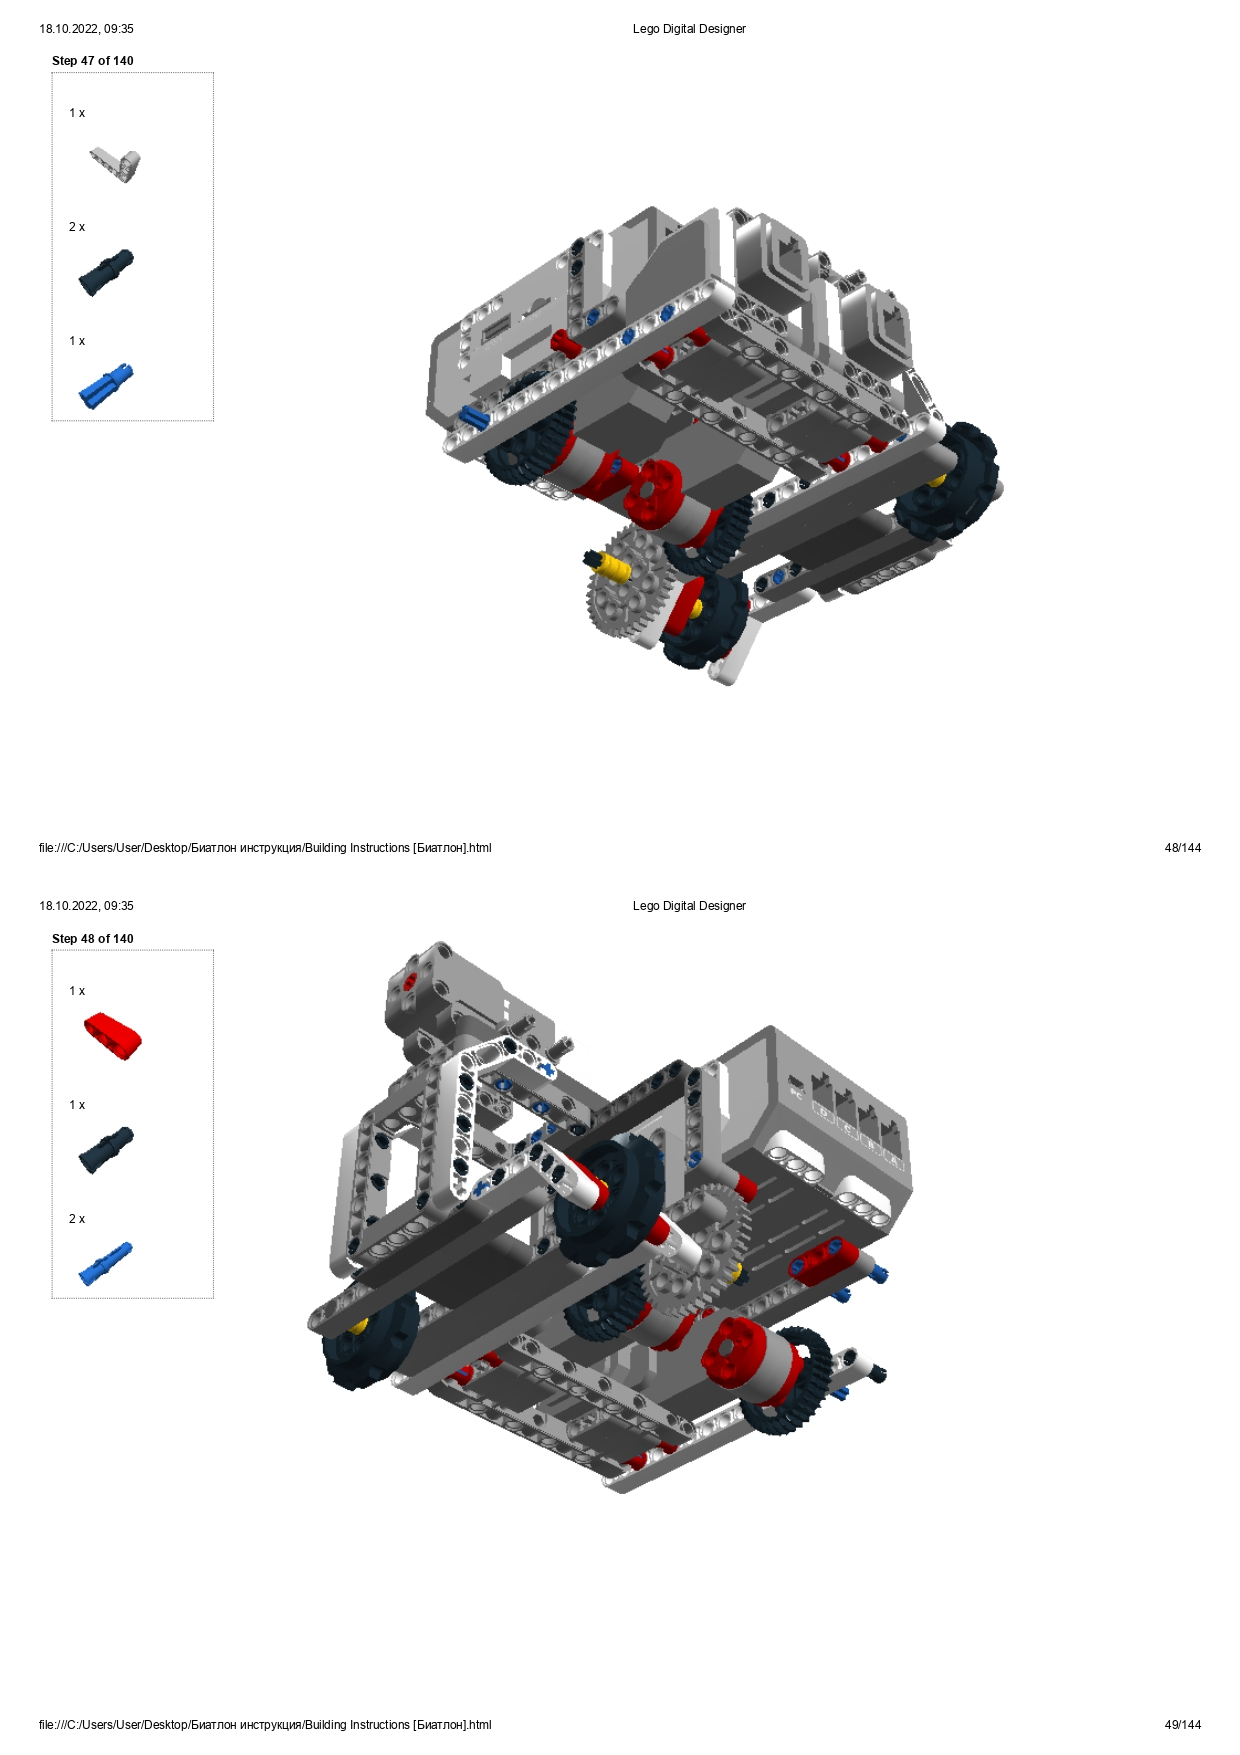 18.10.2022, 09:35 Lego Digital Designer
Step 47 of 140
1 x
2 x
1 x
file:///C:/Users/User/Desktop/Биатлон инструкция/Building Instructions [Биатлон].html 48/144
18.10.2022, 09:35 Lego Digital Designer
Step 48 of 140
1 x
1 x
2 x
PC
D
C
B
A
file:///C:/Users/User/Desktop/Биатлон инструкция/Building Instructions [Биатлон].html 49/144